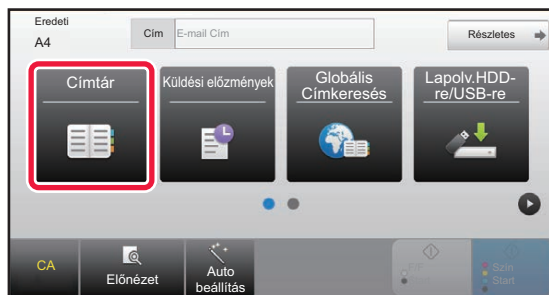 Eredeti
A4
Cím
E-mail Cím
Részletes
Címtár
Küldési előzmények
Globális
Címkeresés
Lapolv.HDD-
re/USB-re
CA
Előnézet
Auto
beállítás
Szín
Start